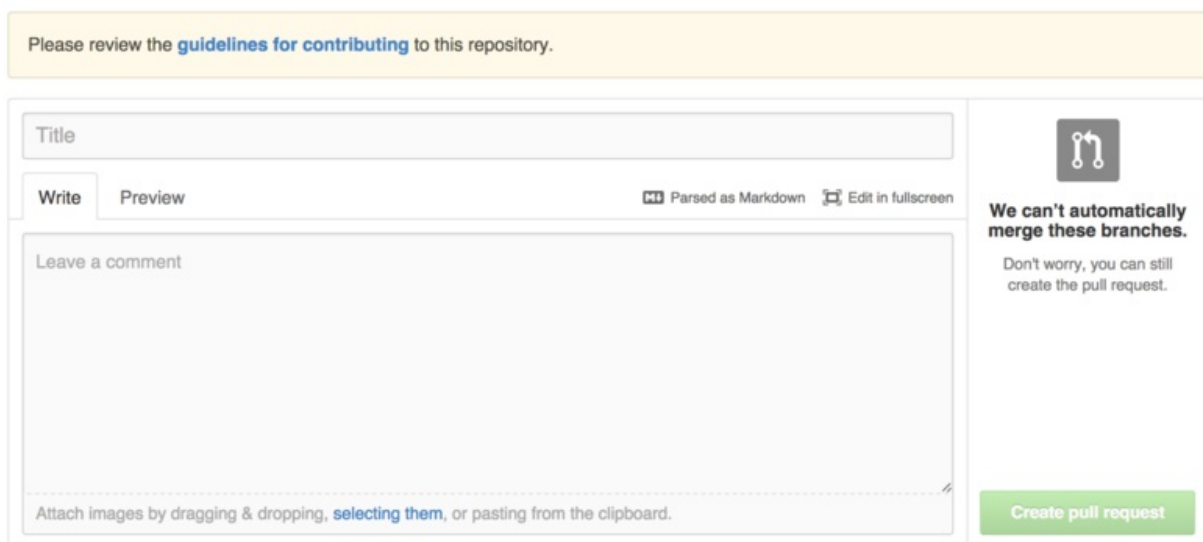 Please review the guidelines for contributing to this repository.
Title
Write Preview Parsed as Markdown Edit in fullscreen
Leave a comment
Attach images by dragging & dropping, selecting them, or pasting from the clipboard.
We can't automatically
merge these branches.
Don't worry, you can still
create the pull request.
Create pull request